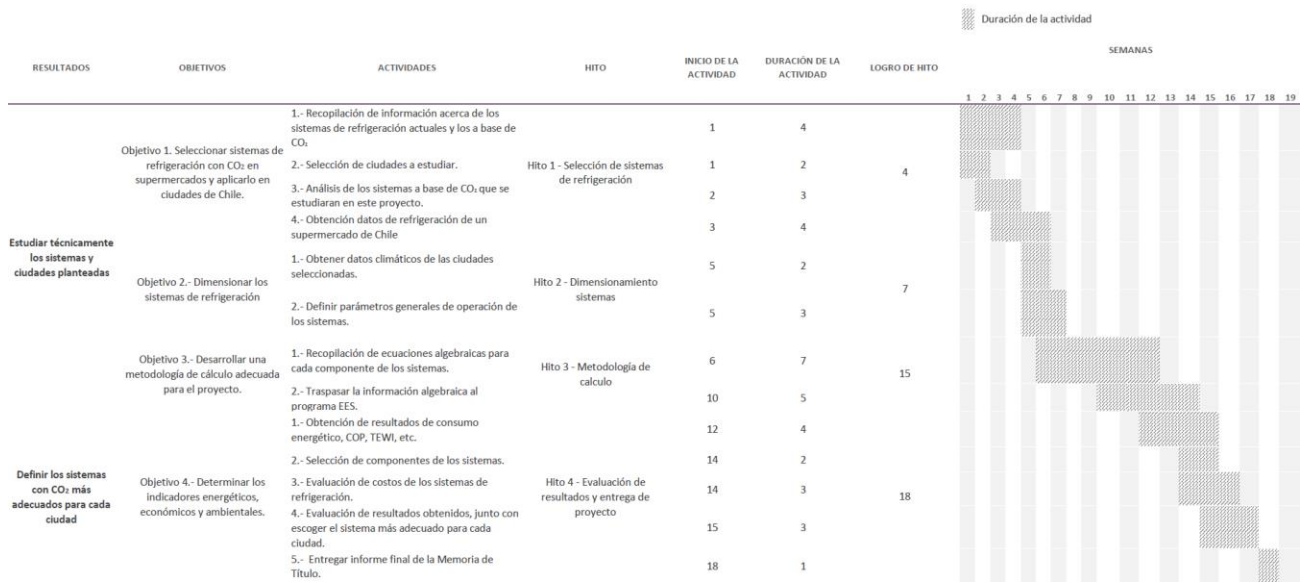 Duración de la actividad
SEMANAS
RESULTADOS
OBJETIVOS
ACTIVIDADES
HITO
INICIO DE LA
ACTIVIDAD
DURACIÓN DE LA
ACTIVIDAD
LOGRO DE HITO
1 2 3 4 5 6 7 8 9 10 11 12 13 14 15 16 17 18 19
Estudiar técnicamente
los sistemas y
ciudades planteadas
Objetivo 1. Seleccionar sistemas de
refrigeración con CO₂ en
supermercados y aplicarlo en
ciudades de Chile.
1.- Recopilación de información acerca de los
sistemas de refrigeración actuales y los a base de
CO₂
1 4
2.- Selección de ciudades a estudiar.
1 2
3.- Análisis de los sistemas a base de CO₂ que se
estudiaran en este proyecto.
2 3
4.- Obtención datos de refrigeración de un
supermercado de Chile
3 4
Hito 1 - Selección de sistemas
de refrigeración
4
Objetivo 2.- Dimensionar los
sistemas de refrigeración
1.- Obtener datos climáticos de las ciudades
seleccionadas.
5 2
2.- Definir parámetros generales de operación de
los sistemas.
5 3
Hito 2 - Dimensionamiento
sistemas
7
Objetivo 3.- Desarrollar una
metodología de cálculo adecuada
para el proyecto.
1.- Recopilación de ecuaciones algebraicas para
cada componente de los sistemas.
6 7
2.- Traspasar la información algebraica al
programa EES.
10 5
Hito 3 - Metodología de
calculo
15
Definir los sistemas
con CO₂ más
adecuados para cada
ciudad
Objetivo 4.- Determinar los
indicadores energéticos,
económicos y ambientales.
1.- Obtención de resultados de consumo
energético, COP, TEWI, etc.
12 4
2.- Selección de componentes de los sistemas.
14 2
3.- Evaluación de costos de los sistemas de
refrigeración.
14 3
4.- Evaluación de resultados obtenidos, junto con
escoger el sistema más adecuado para cada
ciudad.
15 3
5.- Entregar informe final de la Memoria de
Título.
18 1
Hito 4 - Evaluación de
resultados y entrega de
proyecto
18